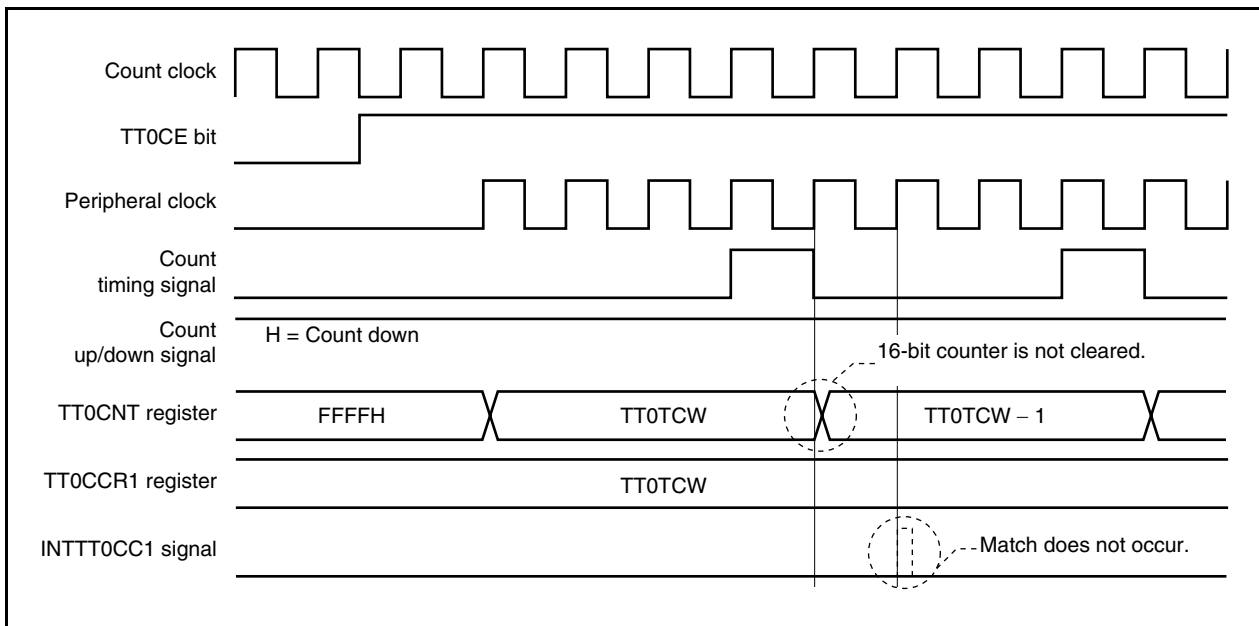 Count clock
TT0CE bit
Peripheral clock
Count
timing signal
Count
up/down signal
H = Count down
16-bit counter is not cleared.
TT0CNT register
FFFFH
TT0TCW
TT0TCW – 1
TT0CCR1 register
TT0TCW
INTTT0CC1 signal
Match does not occur.